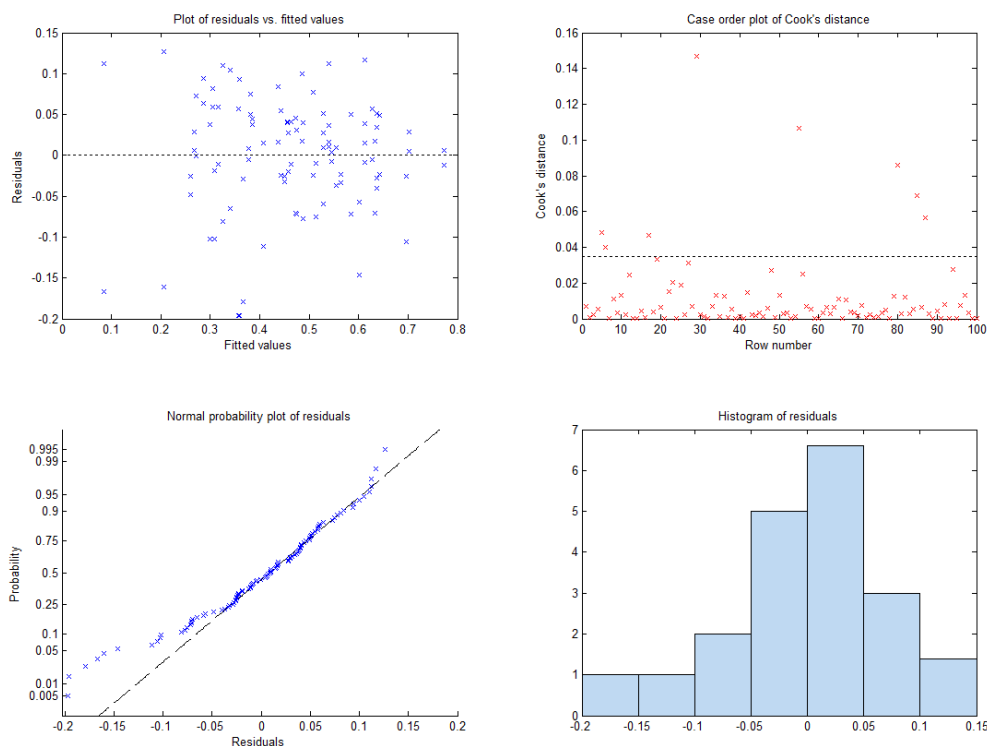 Plot of residuals vs. fitted values
0.15
0.1
0.05
0
-0.05
-0.1
-0.15
-0.2
Residuals
0 0.1 0.2 0.3 0.4 0.5 0.6 0.7 0.8
Fitted values
Case order plot of Cook's distance
0.16
0.14
0.12
0.1
0.08
0.06
0.04
0.02
0
Cook's distance
0 10 20 30 40 50 60 70 80 90 100
Row number
Normal probability plot of residuals
0.995
0.99
0.95
0.9
0.75
0.5
0.25
0.1
0.05
0.01
0.005
Probability
-0.2 -0.15 -0.1 -0.05 0 0.05 0.1 0.15 0.2
Residuals
Histogram of residuals
7
6
5
4
3
2
1
0
-0.2 -0.15 -0.1 -0.05 0 0.05 0.1 0.15